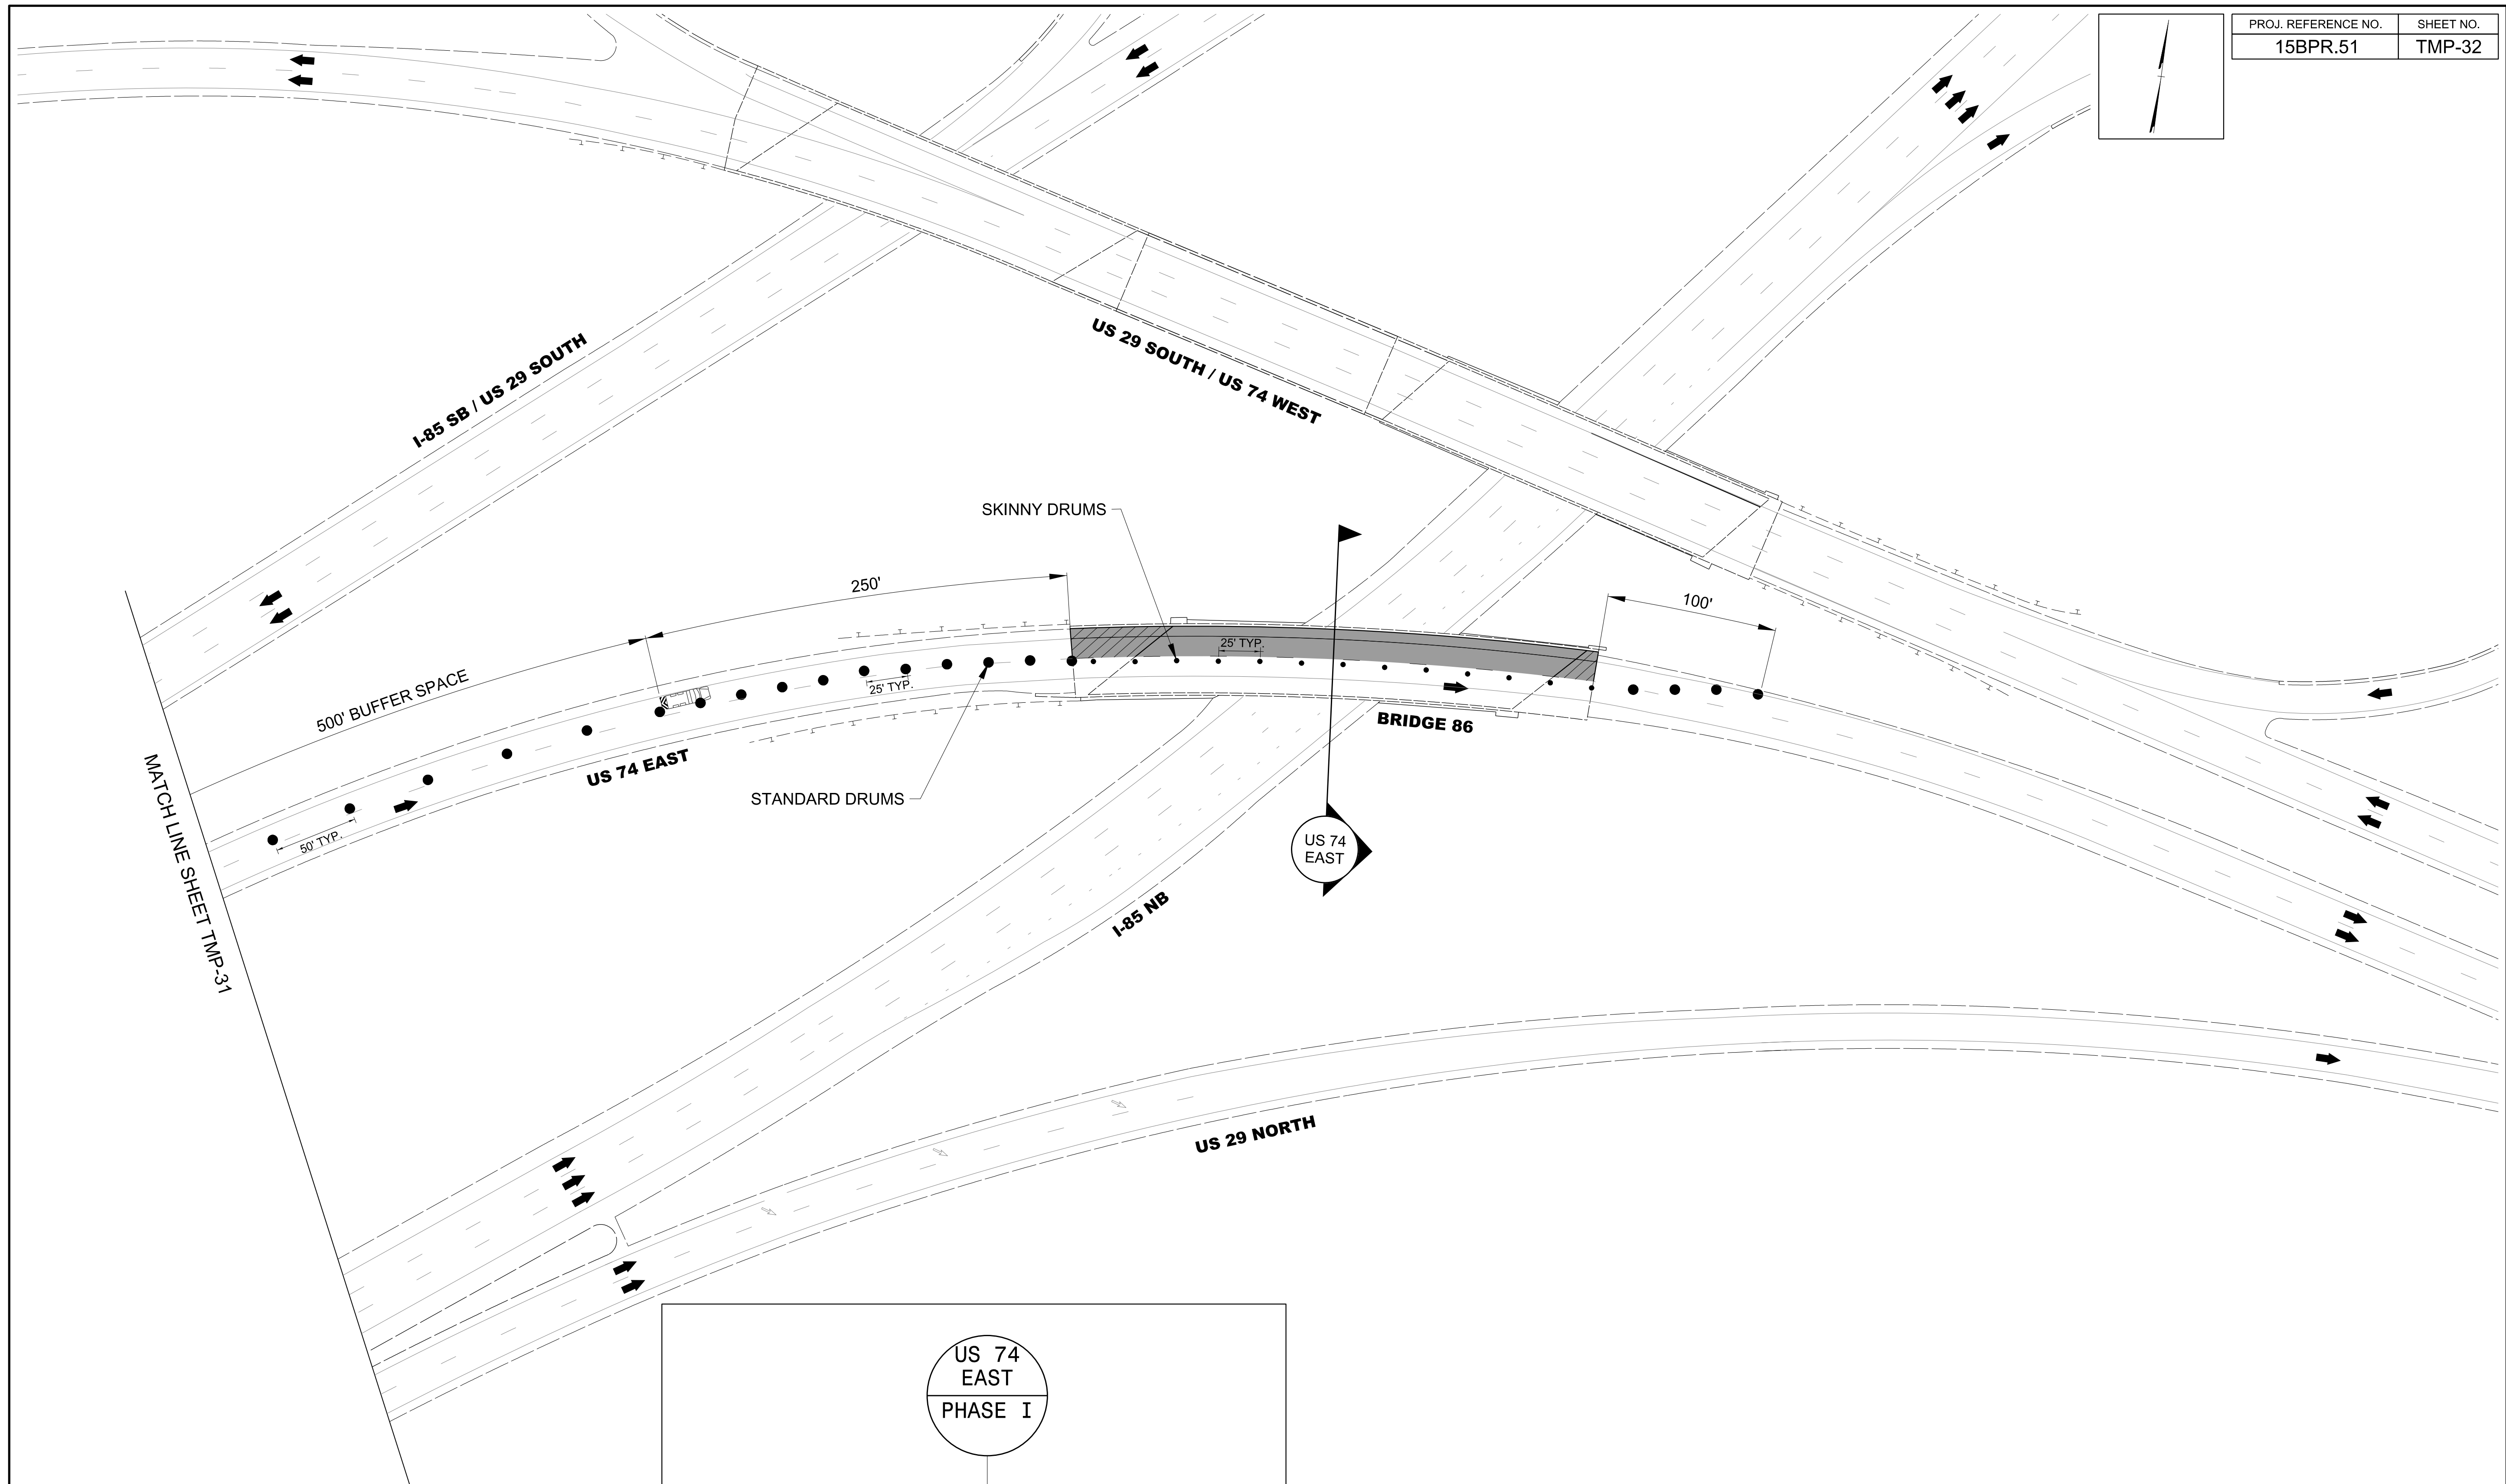 PROJ. REFERENCE NO.
SHEET NO.
15BPR.51
TMP-32
I-85 SB / US 29 SOUTH
US 29 SOUTH / US 74 WEST
SKINNY DRUMS
250'
100'
25' TYP.
500' BUFFER SPACE
25' TYP.
BRIDGE 86
US 74 EAST
STANDARD DRUMS
50' TYP.
MATCH LINE SHEET TMP-31
US 74
EAST
I-85 NB
US 29 NORTH
US 74
EAST
PHASE I